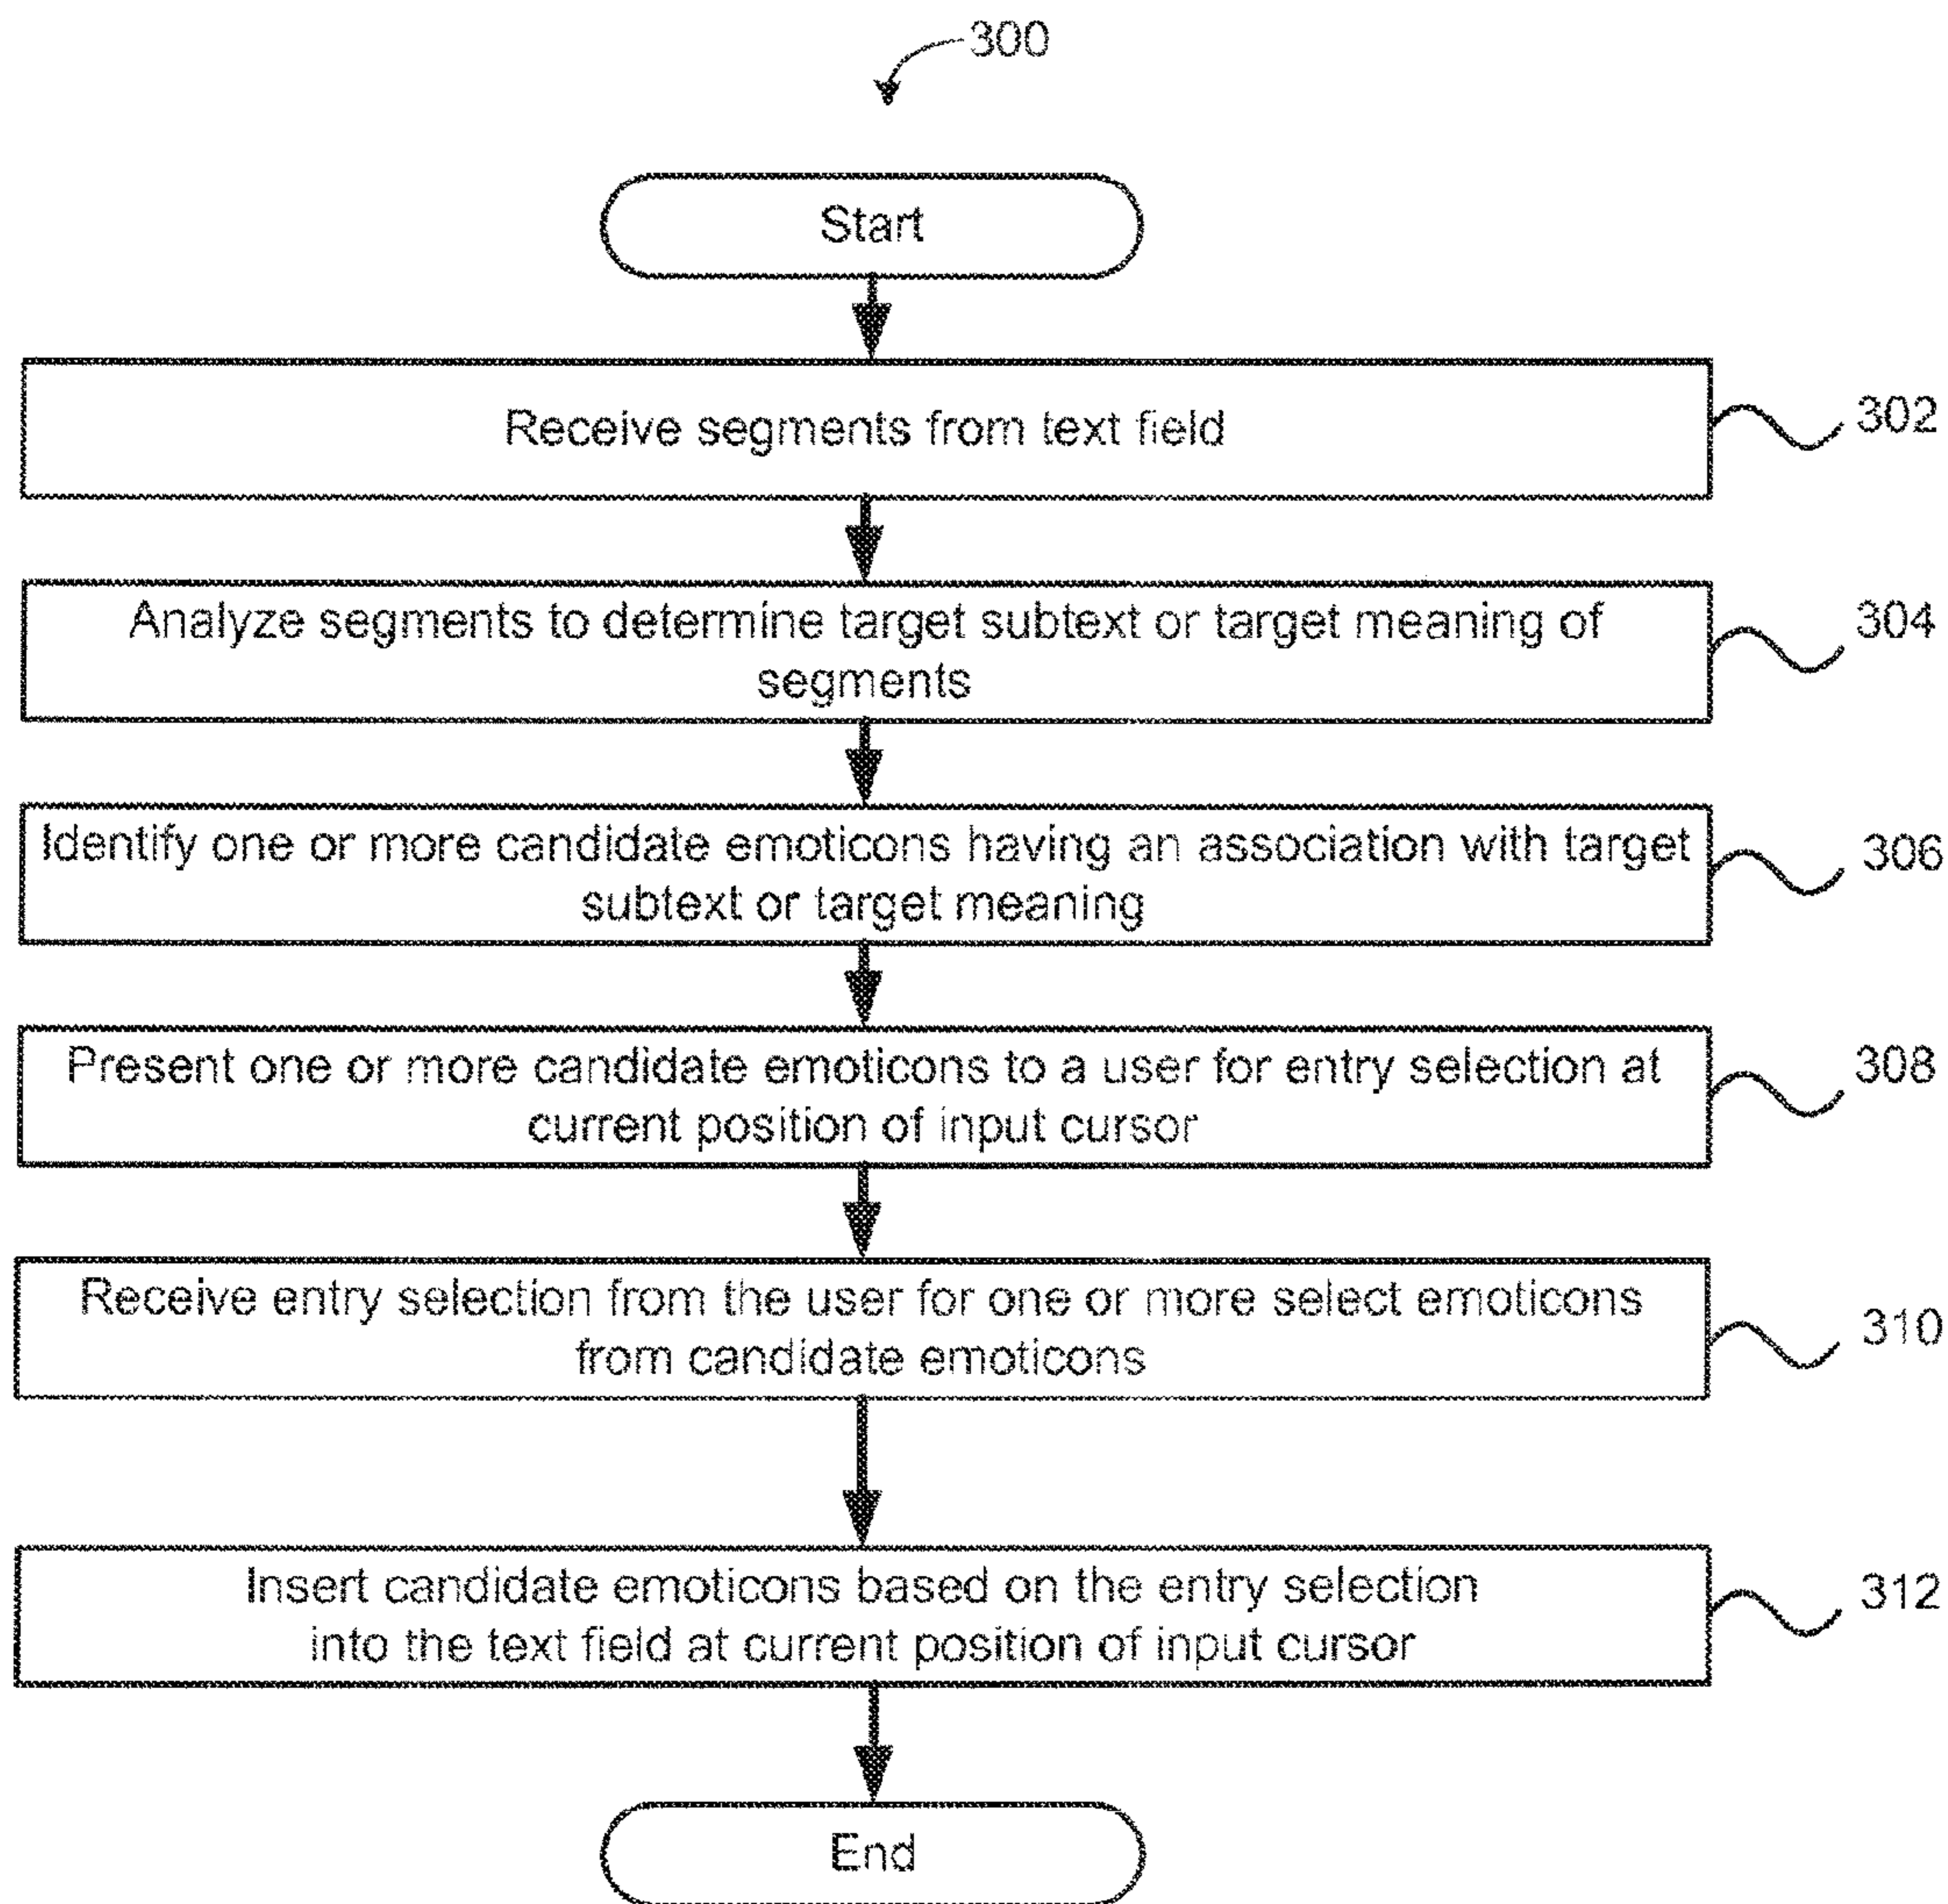 300
Start
Receive segments from text field
302
Analyze segments to determine target subtext or target meaning of
segments
304
Identify one or more candidate emoticons having an association with target
subtext or target meaning
306
Present one or more candidate emoticons to a user for entry selection at
current position of input cursor
308
Receive entry selection from the user for one or more select emoticons
from candidate emoticons
310
Insert candidate emoticons based on the entry selection
into the text field at current position of input cursor
312
End